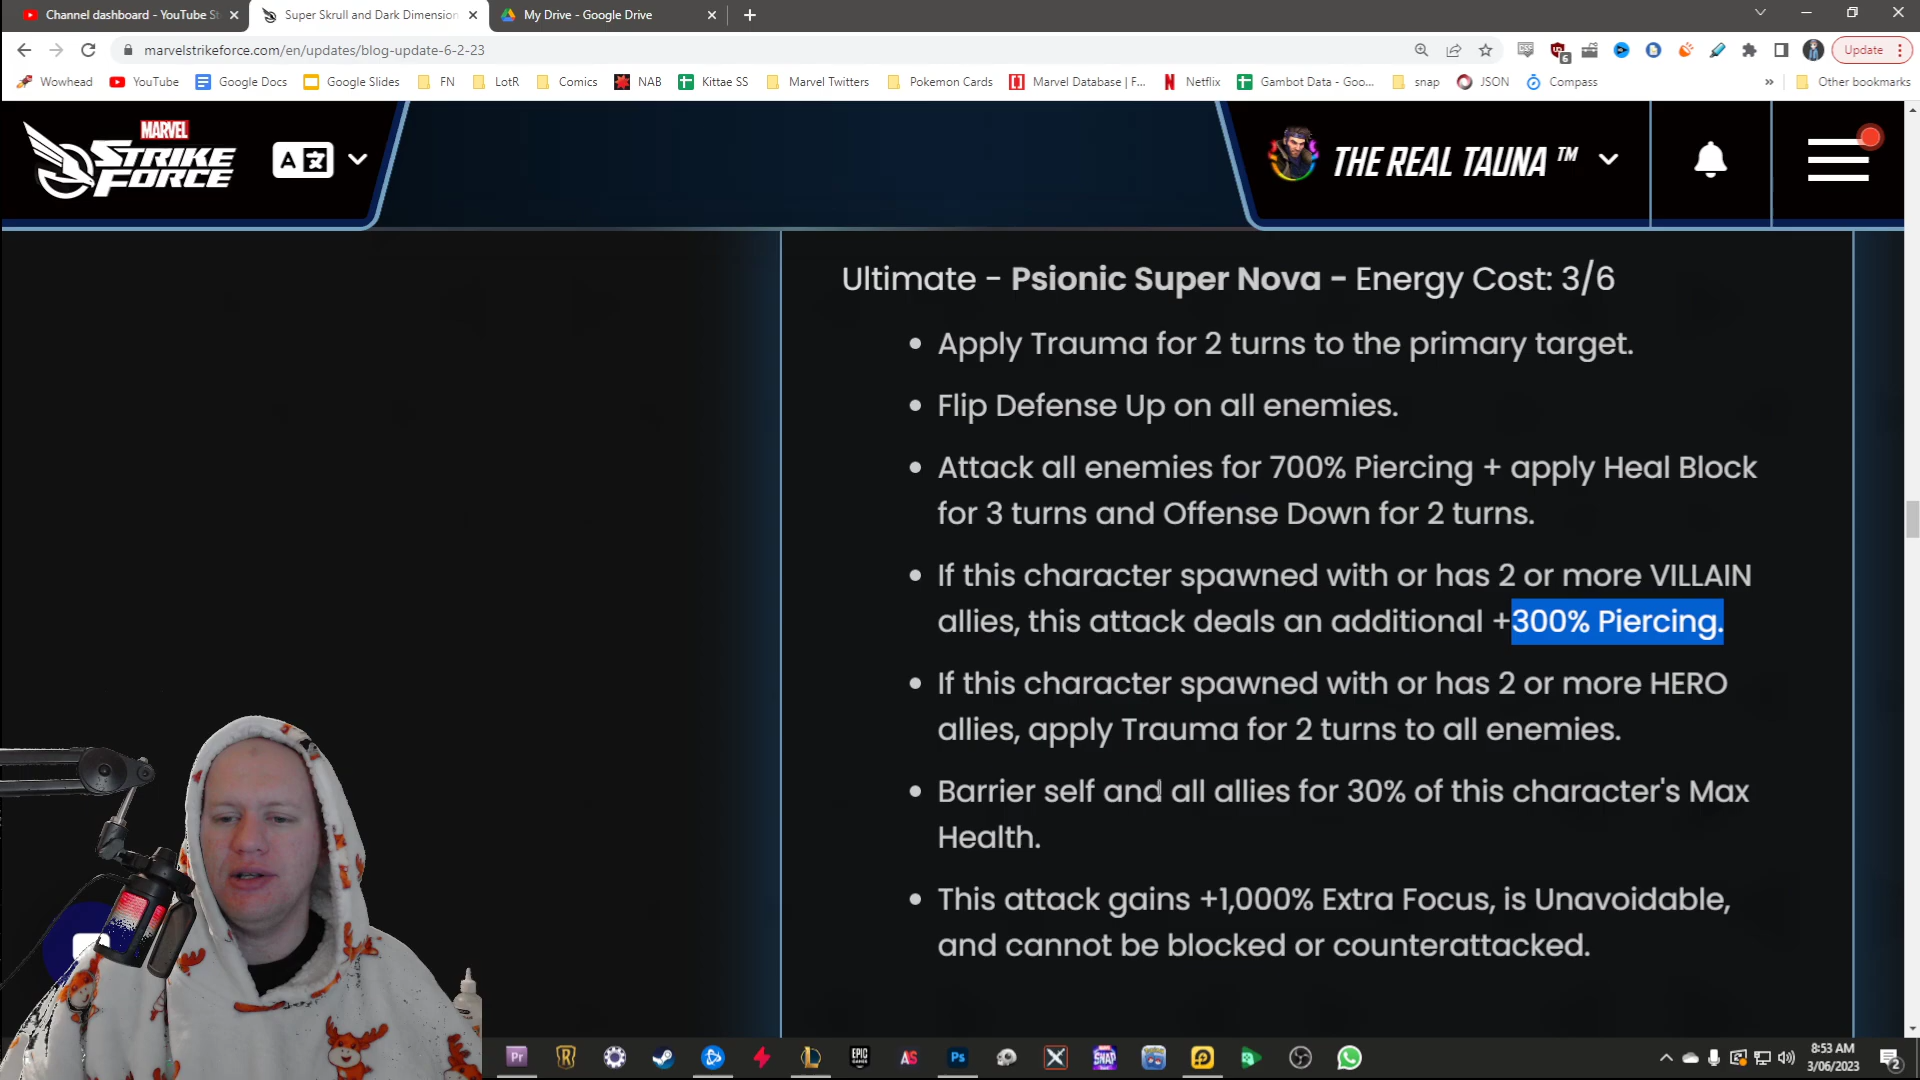 Channel dashboard - YouTube St
Super Skrull and Dark Dimension
My Drive - Google Drive
marvelstrikeforce.com/en/updates/blog-update-6-2-23
Update
Wowhead
YouTube
Google Docs
Google Slides
FN
LotR
Comics
NAB
Kittae SS
Marvel Twitters
Pokemon Cards
Marvel Database | F...
Netflix
Gambot Data - Goo...
snap
JSON
Compass
»
Other bookmarks
MARVEL
STRIKE
FORCE
A 文
THE REAL TAUNA ™
Ultimate - Psionic Super Nova - Energy Cost: 3/6
• Apply Trauma for 2 turns to the primary target.
• Flip Defense Up on all enemies.
• Attack all enemies for 700% Piercing + apply Heal Block
for 3 turns and Offense Down for 2 turns.
• If this character spawned with or has 2 or more VILLAIN
allies, this attack deals an additional +300% Piercing.
• If this character spawned with or has 2 or more HERO
allies, apply Trauma for 2 turns to all enemies.
• Barrier self and all allies for 30% of this character's Max
Health.
• This attack gains +1,000% Extra Focus, is Unavoidable,
and cannot be blocked or counterattacked.
Pr
R
EPIC
AS
Ps
SNAP
8:53 AM
3/06/2023
2